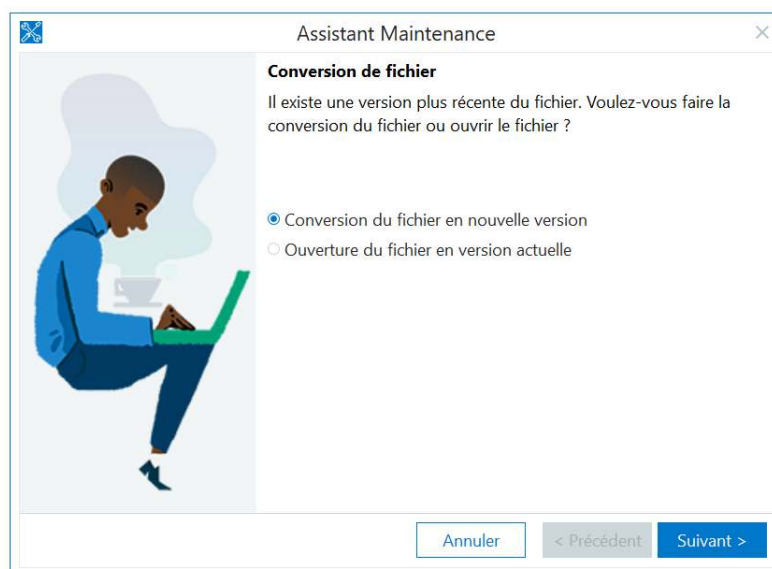 Assistant Maintenance
Conversion de fichier
Il existe une version plus récente du fichier. Voulez-vous faire la
conversion du fichier ou ouvrir le fichier ?
Conversion du fichier en nouvelle version
Ouverture du fichier en version actuelle
Annuler
< Précédent
Suivant >